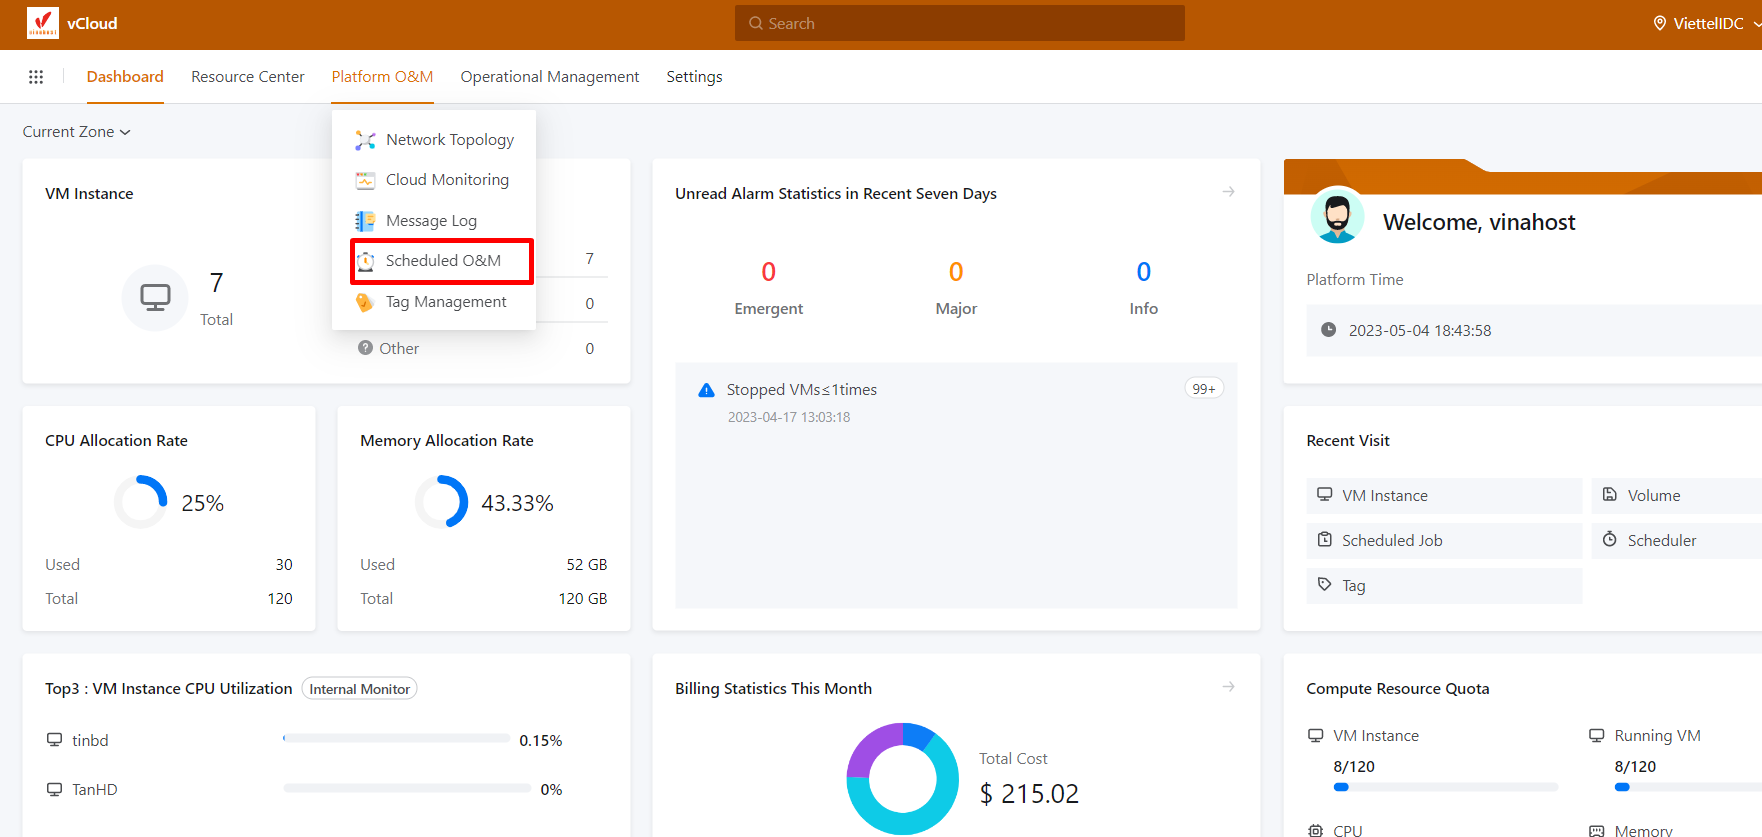 vCloud
Search
ViettelIDC
Dashboard
Resource Center
Platform O&M
Operational Management
Settings
Current Zone
Network Topology
Cloud Monitoring
Message Log
Scheduled O&M
Tag Management
VM Instance
7
Total
7
0
Other
0
Unread Alarm Statistics in Recent Seven Days
0
0
0
Emergent
Major
Info
Stopped VMs≤1times
99+
2023-04-17 13:03:18
Welcome, vinahost
Platform Time
2023-05-04 18:43:58
CPU Allocation Rate
25%
Used
30
Total
120
Memory Allocation Rate
43.33%
Used
52 GB
Total
120 GB
Recent Visit
VM Instance
Volume
Scheduled Job
Scheduler
Tag
Top3 : VM Instance CPU Utilization
Internal Monitor
tinbd
0.15%
TanHD
0%
Billing Statistics This Month
Total Cost
$ 215.02
Compute Resource Quota
VM Instance
8/120
Running VM
8/120
CPU
Memory